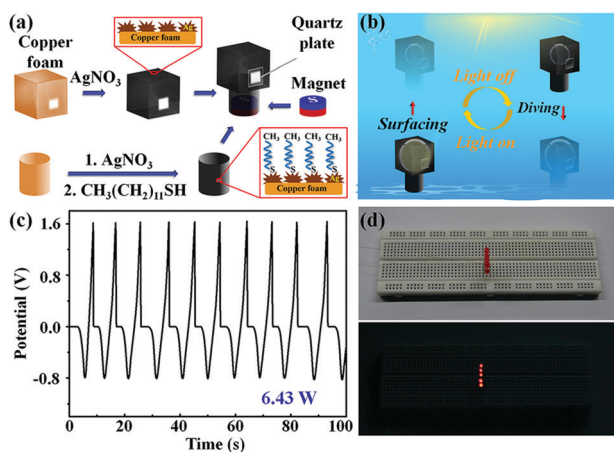 (a)
Copper
foam
AgNO3
Copper foam
Quartz
plate
Magnet
S
1. AgNO3
2. CH3(CH2)11SH
CH3 CH3 CH3 CH3
S S S S
Ag
Copper foam
(b)
Light off
Surfacing
Diving
Light on
(c)
Potential (V)
1.6
0.8
0.0
-0.8
6.43 W
0 20 40 60 80 100
Time (s)
(d)